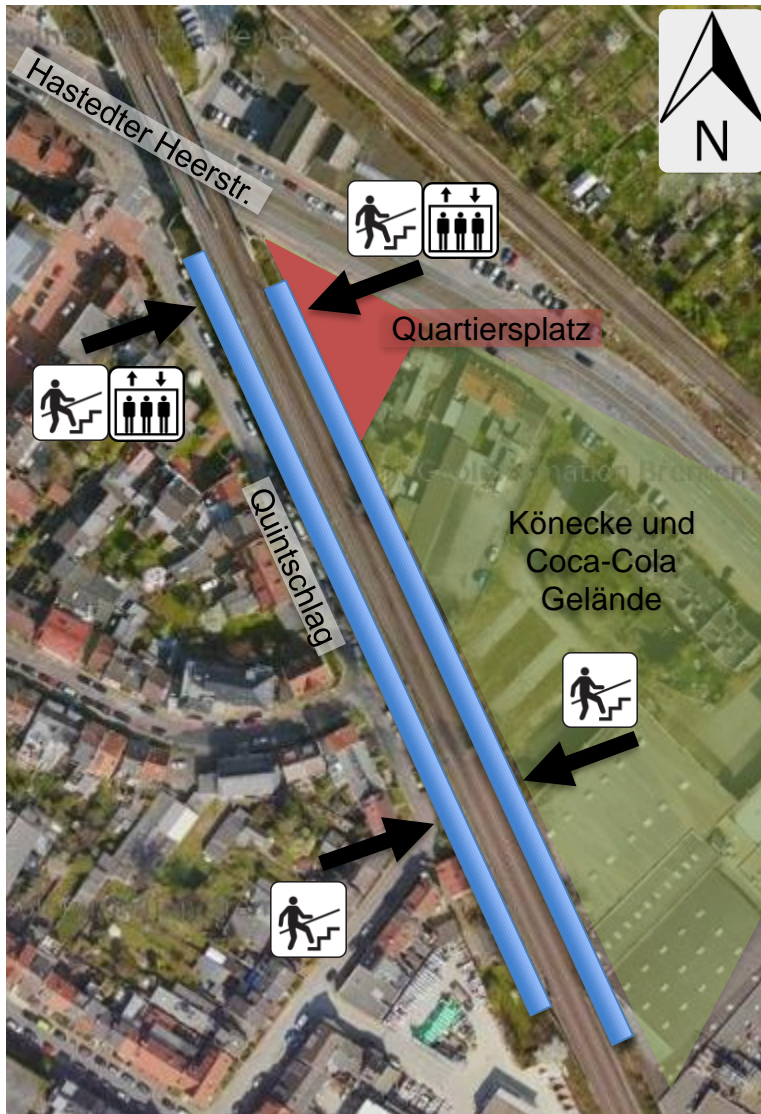 Hastedter Heerstr.
N
Quartiersplatz
Könecke und
Coca-Cola
Gelände
Quintschlag